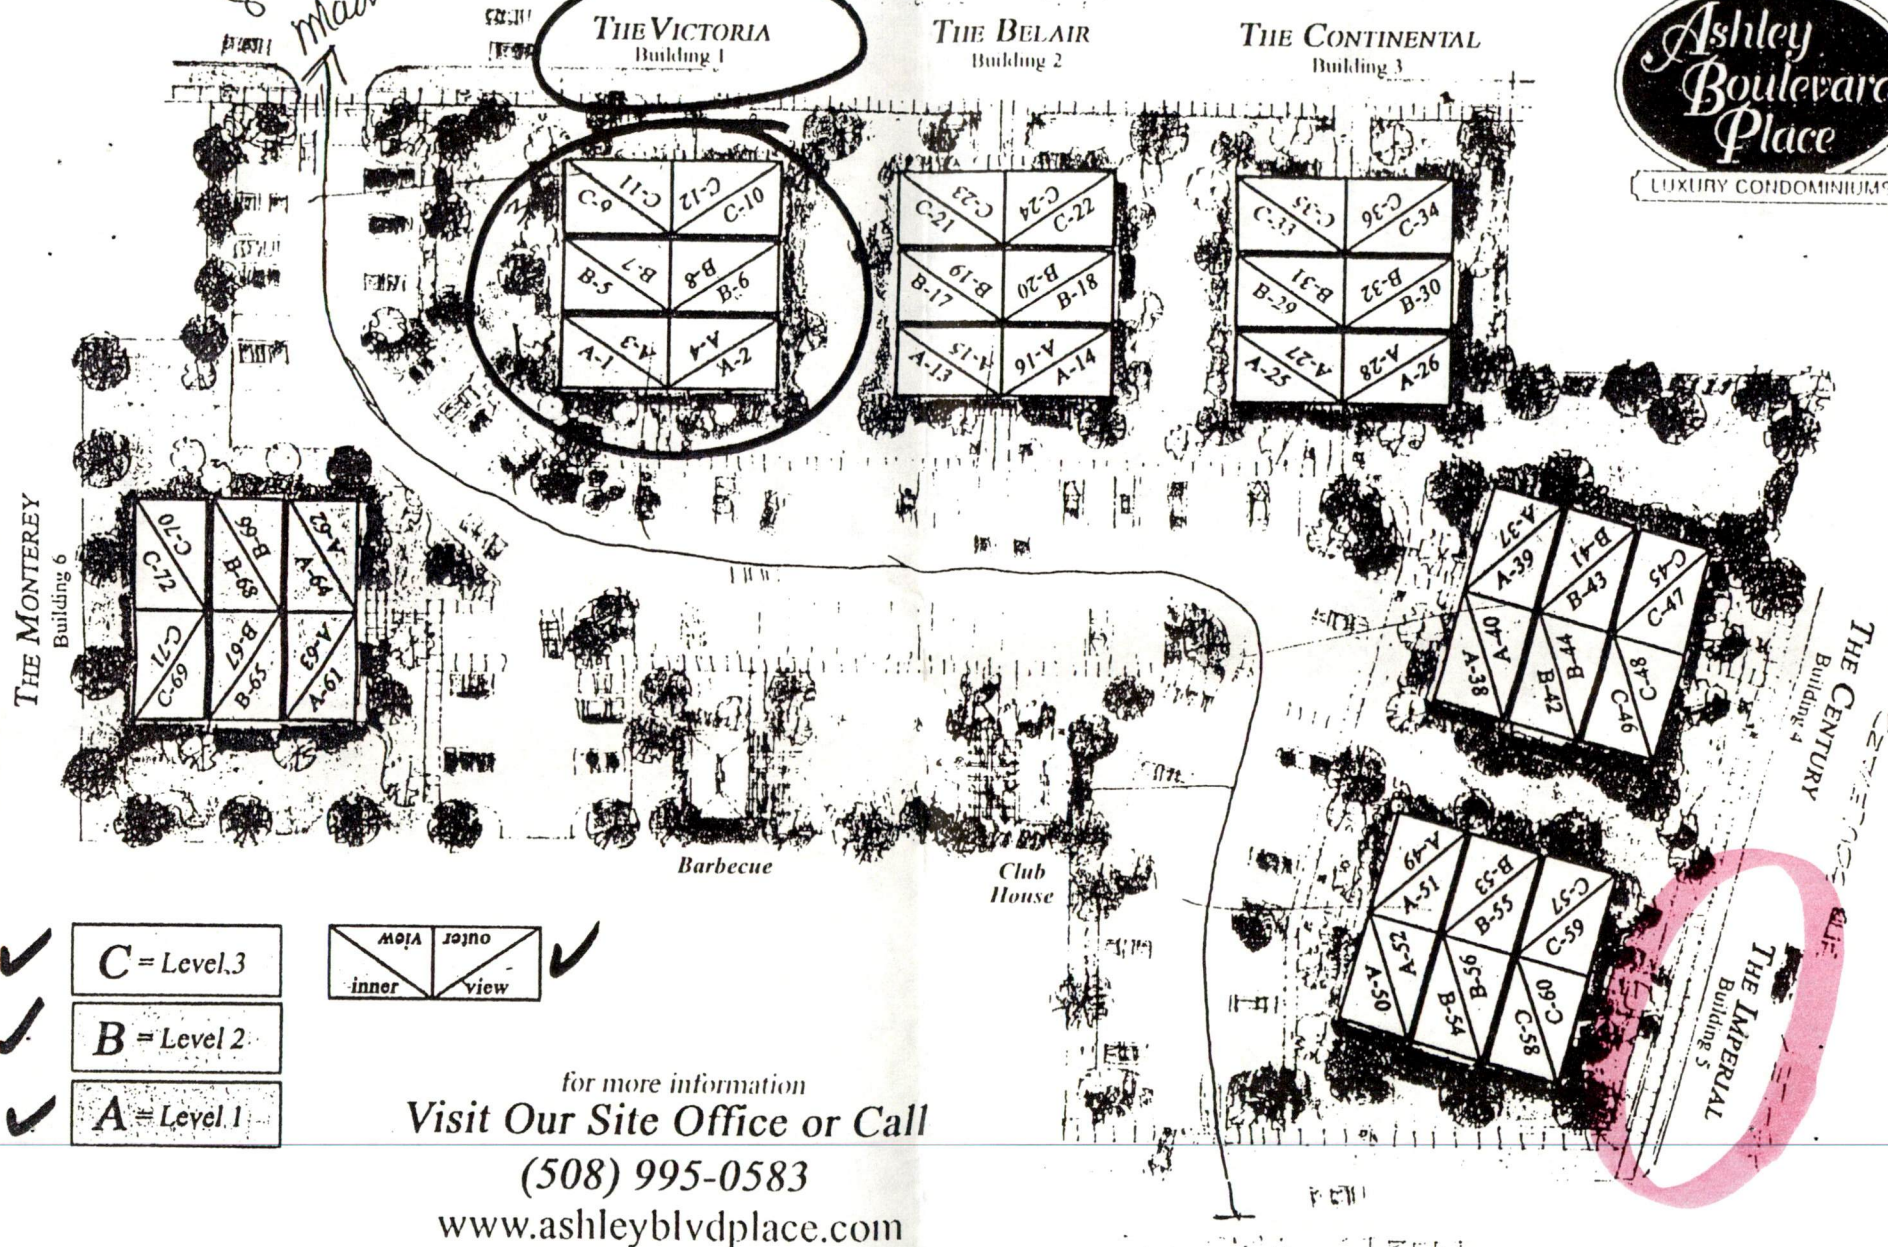 THE VICTORIA
Building 1
THE BELAIR
Building 2
THE CONTINENTAL
Building 3
Ashley
Boulevard
Place
LUXURY CONDOMINIUMS
C-9 C-11 C-12 C-10
B-5 B-7 B-8 B-6
A-1 A-3 A-4 A-2
C-21 C-23 C-24 C-22
B-17 B-19 B-20 B-18
A-13 A-15 A-16 A-14
C-33 C-35 C-36 C-34
B-29 B-31 B-32 B-30
A-25 A-27 A-28 A-26
THE MONTEREY
Building 6
C-70 B-66 A-62
C-72 B-68 A-64
C-71 B-67 A-63
C-69 B-65 A-61
A-37 B-41 C-45
A-39 B-43 C-47
A-40 B-44 C-48
A-38 B-42 C-46
THE CENTURY
Building 4
A-49 B-53 C-57
A-51 B-55 C-59
A-52 B-56 C-60
A-50 B-54 C-58
THE IMPERIAL
Building 5
Barbecue
Club
House
C = Level 3
B = Level 2
A = Level 1
view outer
inner view
for more information
Visit Our Site Office or Call
(508) 995-0583
www.ashleyblvdplace.com